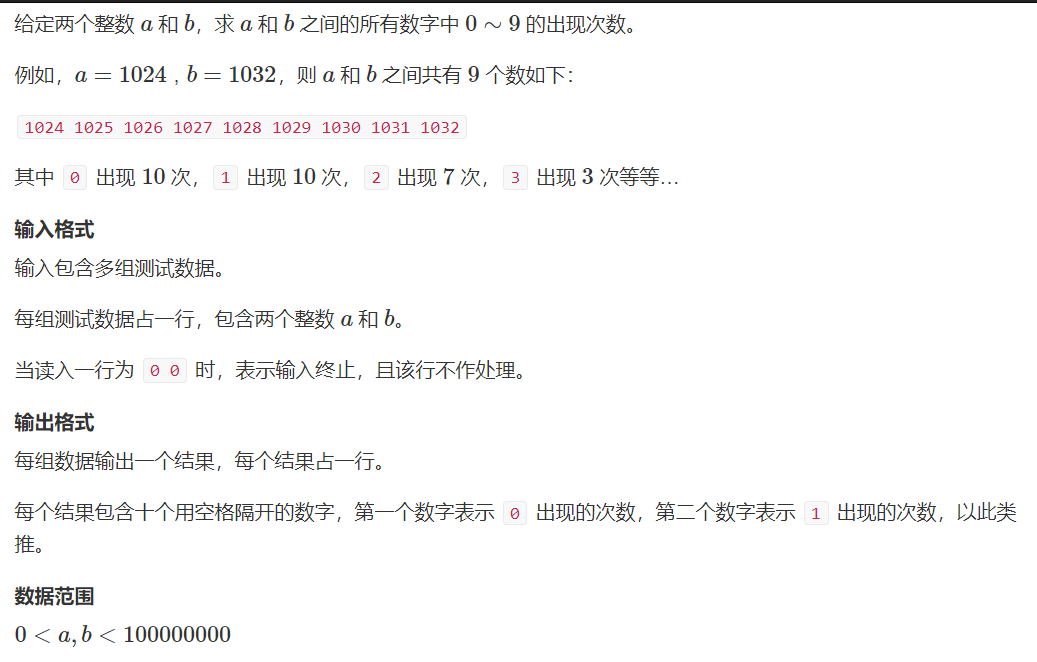 给定两个整数 a 和 b，求 a 和 b 之间的所有数字中 0 ∼ 9 的出现次数。
例如，a = 1024 , b = 1032，则 a 和 b 之间共有 9 个数如下：
1024 1025 1026 1027 1028 1029 1030 1031 1032
其中 0 出现 10 次，1 出现 10 次，2 出现 7 次，3 出现 3 次等等…
输入格式
输入包含多组测试数据。
每组测试数据占一行，包含两个整数 a 和 b。
当读入一行为 0 0 时，表示输入终止，且该行不作处理。
输出格式
每组数据输出一个结果，每个结果占一行。
每个结果包含十个用空格隔开的数字，第一个数字表示 0 出现的次数，第二个数字表示 1 出现的次数，以此类
推。
数据范围
0 < a, b < 100000000